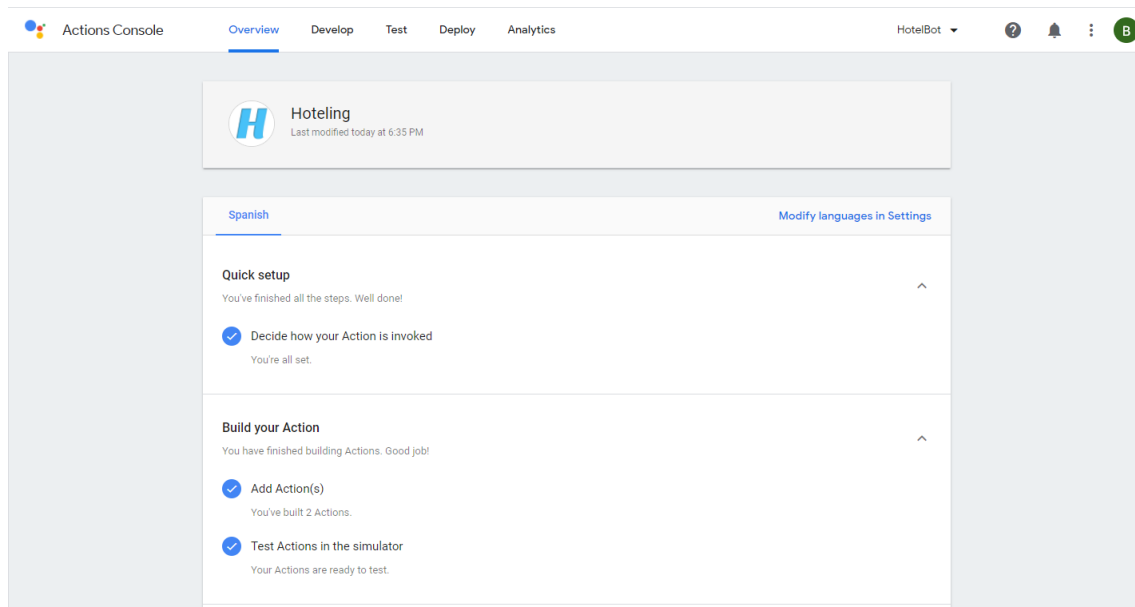 Actions Console Overview Develop Test Deploy Analytics HotelBot B
H
Hoteling
Last modified today at 6:35 PM
Spanish Modify languages in Settings
Quick setup
You've finished all the steps. Well done!
Decide how your Action is invoked
You're all set.
Build your Action
You have finished building Actions. Good job!
Add Action(s)
You've built 2 Actions.
Test Actions in the simulator
Your Actions are ready to test.